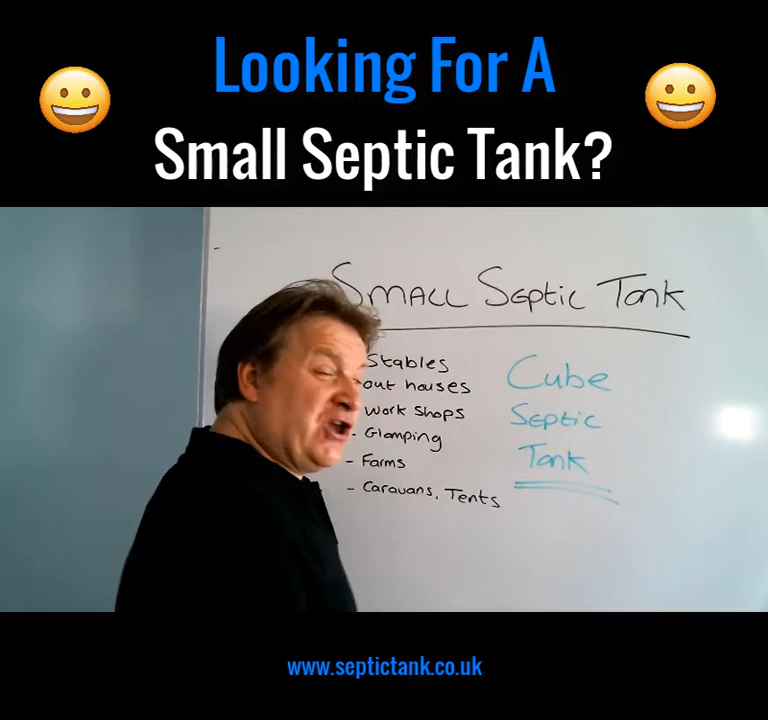 Looking For A
Small Septic Tank?
SMALL SEPTIC TANK
Stables
out houses
Work Shops
- Glamping
- Farms
- Caravans, Tents
Cube
Septic
Tank
www.septictank.co.uk